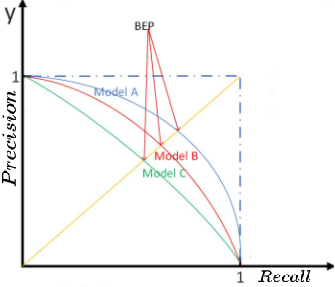 y
BEP
1
Model A
Precision
Model B
Model C
1
Recall